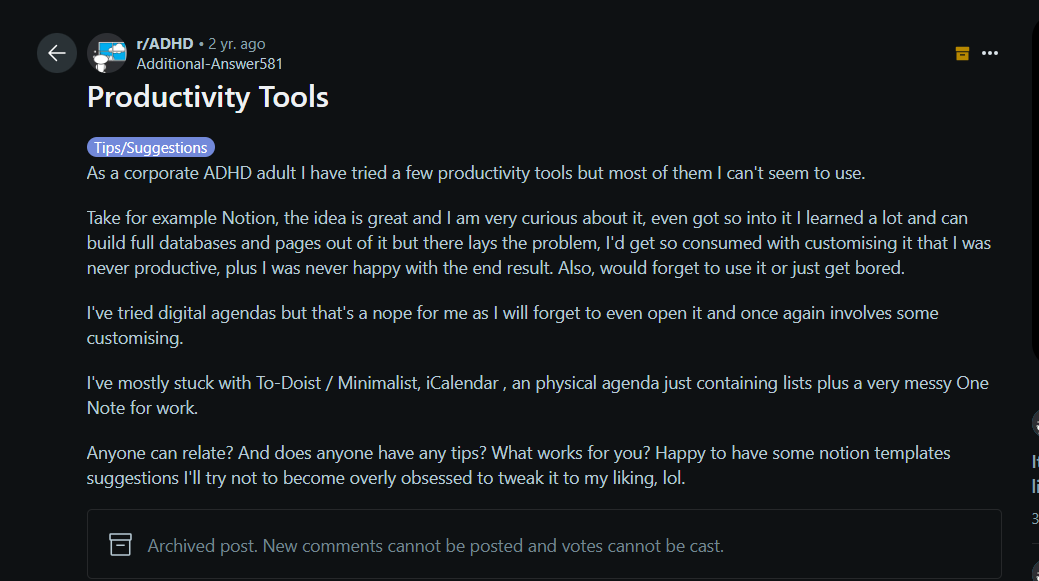 r/ADHD • 2 yr. ago
Additional-Answer581
Productivity Tools
Tips/Suggestions
As a corporate ADHD adult I have tried a few productivity tools but most of them I can't seem to use.
Take for example Notion, the idea is great and I am very curious about it, even got so into it I learned a lot and can
build full databases and pages out of it but there lays the problem, I'd get so consumed with customising it that I was
never productive, plus I was never happy with the end result. Also, would forget to use it or just get bored.
I've tried digital agendas but that's a nope for me as I will forget to even open it and once again involves some
customising.
I've mostly stuck with To-Doist / Minimalist, iCalendar , an physical agenda just containing lists plus a very messy One
Note for work.
Anyone can relate? And does anyone have any tips? What works for you? Happy to have some notion templates
suggestions I'll try not to become overly obsessed to tweak it to my liking, lol.
Archived post. New comments cannot be posted and votes cannot be cast.